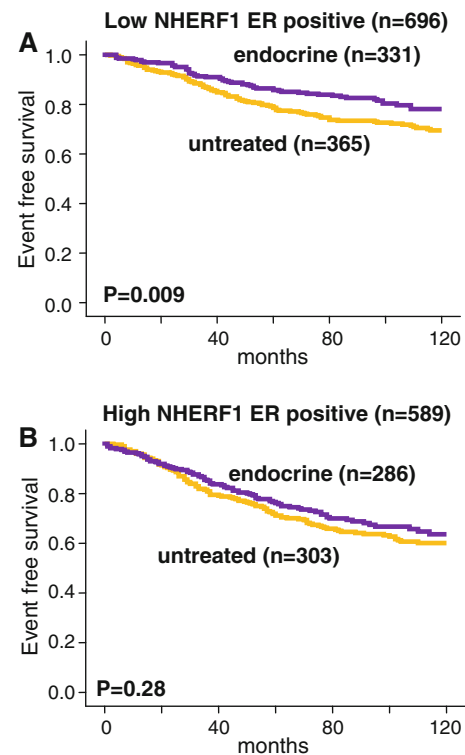 A
Low NHERF1 ER positive (n=696)
endocrine (n=331)
untreated (n=365)
Event free survival
1.0
0.8
0.6
0.4
0.2
0.0
P=0.009
0
40
80
120
months
B
High NHERF1 ER positive (n=589)
endocrine (n=286)
untreated (n=303)
Event free survival
1.0
0.8
0.6
0.4
0.2
0.0
P=0.28
0
40
80
120
months